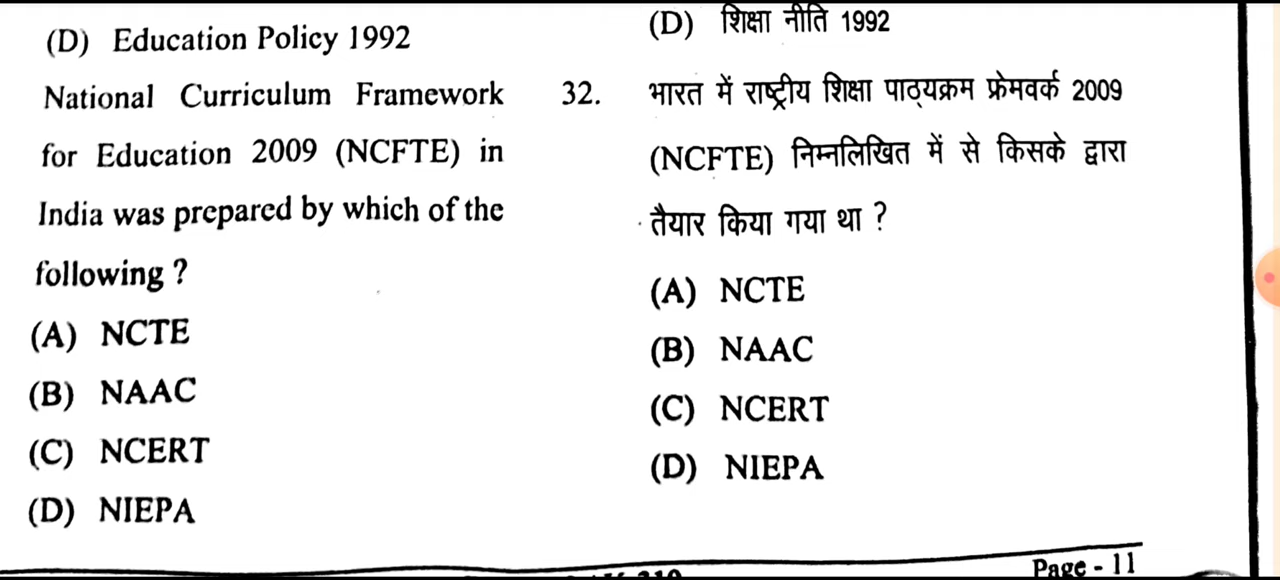 (D) Education Policy 1992
National Curriculum Framework
for Education 2009 (NCFTE) in
India was prepared by which of the
following ?
(A) NCTE
(B) NAAC
(C) NCERT
(D) NIEPA
(D) शिक्षा नीति 1992
32. भारत में राष्ट्रीय शिक्षा पाठ्यक्रम फ्रेमवर्क 2009
(NCFTE) निम्नलिखित में से किसके द्वारा
तैयार किया गया था ?
(A) NCTE
(B) NAAC
(C) NCERT
(D) NIEPA
Page - 11